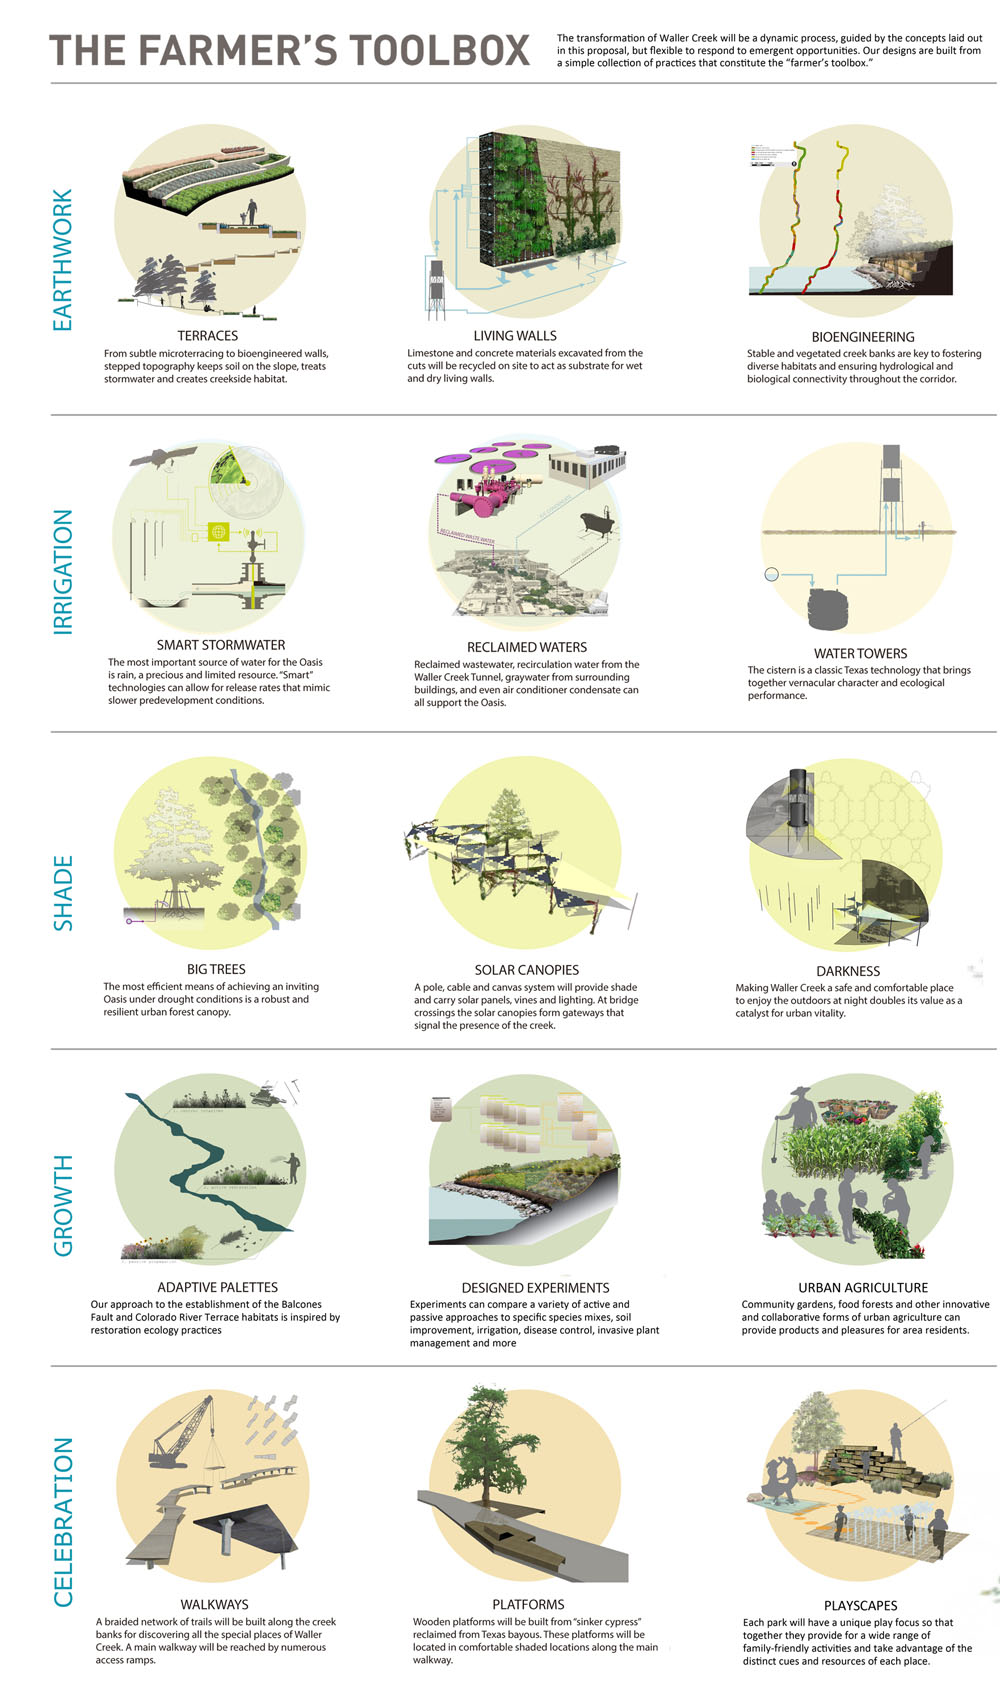 THE FARMER'S TOOLBOX
The transformation of Waller Creek will be a dynamic process, guided by the concepts laid out
in this proposal, but flexible to respond to emergent opportunities. Our designs are built from
a simple collection of practices that constitute the “farmer's toolbox.”
EARTHWORK
TERRACES
From subtle microterracing to bioengineered walls,
stepped topography keeps soil on the slope, treats
stormwater and creates creekside habitat.
LIVING WALLS
Limestone and concrete materials excavated from the
cuts will be recycled on site to act as substrate for wet
and dry living walls.
BIOENGINEERING
Stable and vegetated creek banks are key to fostering
diverse habitats and ensuring hydrological and
biological connectivity throughout the corridor.
IRRIGATION
SMART STORMWATER
The most important source of water for the Oasis
is rain, a precious and limited resource. “Smart”
technologies can allow for release rates that mimic
slower predevelopment conditions.
RECLAIMED WASTE WATER
A/C CONDENSATE
GREY WATER
RECLAIMED WATERS
Reclaimed wastewater, recirculation water from the
Waller Creek Tunnel, graywater from surrounding
buildings, and even air conditioner condensate can
all support the Oasis.
WATER TOWERS
The cistern is a classic Texas technology that brings
together vernacular character and ecological
performance.
SHADE
BIG TREES
The most efficient means of achieving an inviting
Oasis under drought conditions is a robust and
resilient urban forest canopy.
SOLAR CANOPIES
A pole, cable and canvas system will provide shade
and carry solar panels, vines and lighting. At bridge
crossings the solar canopies form gateways that
signal the presence of the creek.
DARKNESS
Making Waller Creek a safe and comfortable place
to enjoy the outdoors at night doubles its value as a
catalyst for urban vitality.
GROWTH
ADAPTIVE PALETTES
Our approach to the establishment of the Balcones
Fault and Colorado River Terrace habitats is inspired by
restoration ecology practices
DESIGNED EXPERIMENTS
Experiments can compare a variety of active and
passive approaches to specific species mixes, soil
improvement, irrigation, disease control, invasive plant
management and more
URBAN AGRICULTURE
Community gardens, food forests and other innovative
and collaborative forms of urban agriculture can
provide products and pleasures for area residents.
CELEBRATION
WALKWAYS
A braided network of trails will be built along the creek
banks for discovering all the special places of Waller
Creek. A main walkway will be reached by numerous
access ramps.
PLATFORMS
Wooden platforms will be built from “sinker cypress”
reclaimed from Texas bayous. These platforms will be
located in comfortable shaded locations along the main
walkway.
PLAYSCAPES
Each park will have a unique play focus so that
together they provide for a wide range of
family-friendly activities and take advantage of the
distinct cues and resources of each place.